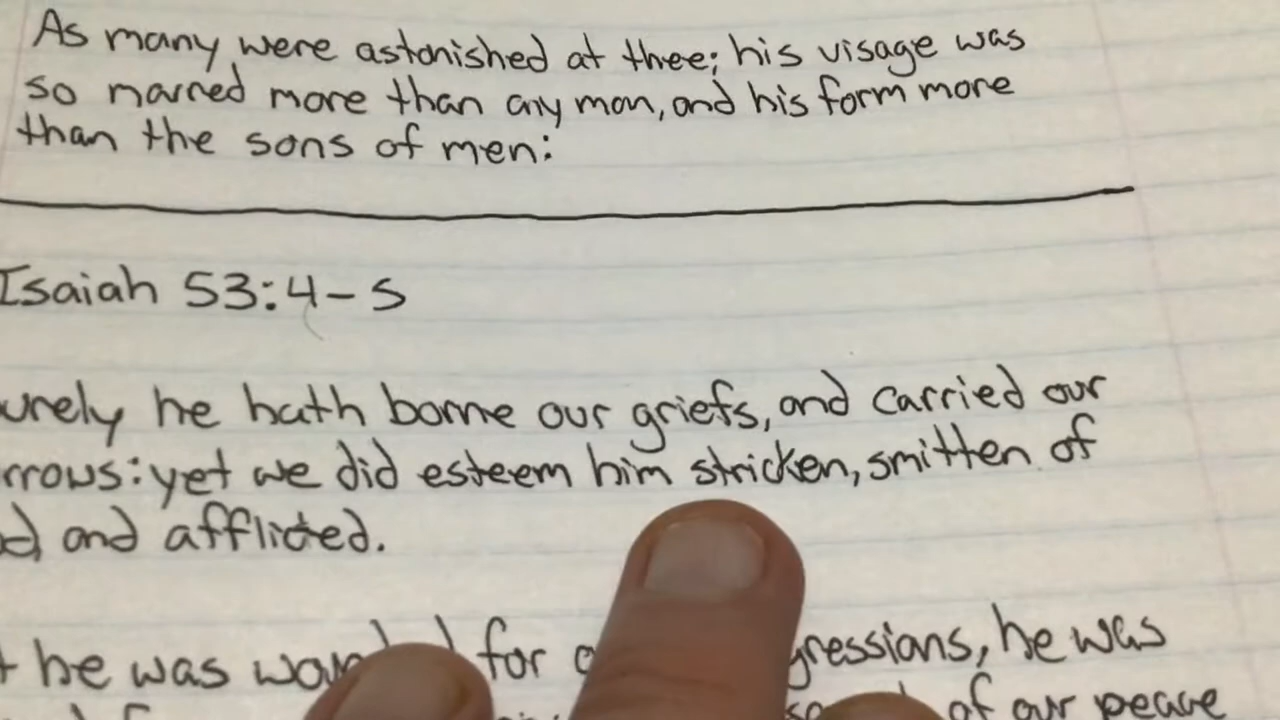 As many were astonished at thee; his visage was
so marred more than any man, and his form more
than the sons of men:
Isaiah 53:4-5
urely he hath borne our griefs, and carried our
rrows: yet we did esteem him stricken, smitten of
d and afflicted.
he was for gressions, he was
of our peace